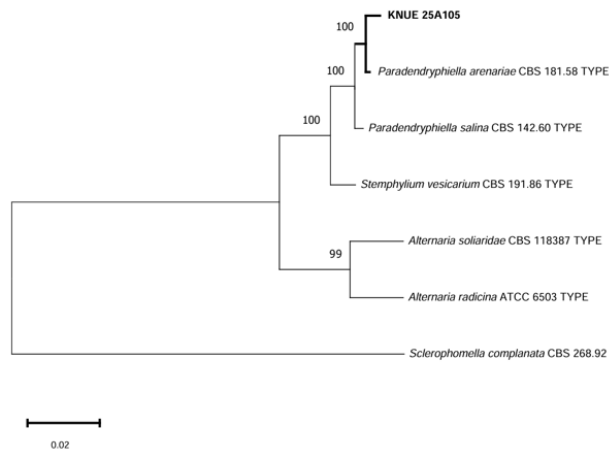 KNUE 25A105
100
Paradendryphiella arenariae CBS 181.58 TYPE
100
Paradendryphiella salina CBS 142.60 TYPE
100
Stemphylium vesicarium CBS 191.86 TYPE
Alternaria soliaridae CBS 118387 TYPE
99
Alternaria radicina ATCC 6503 TYPE
Sclerophomella complanata CBS 268.92
0.02